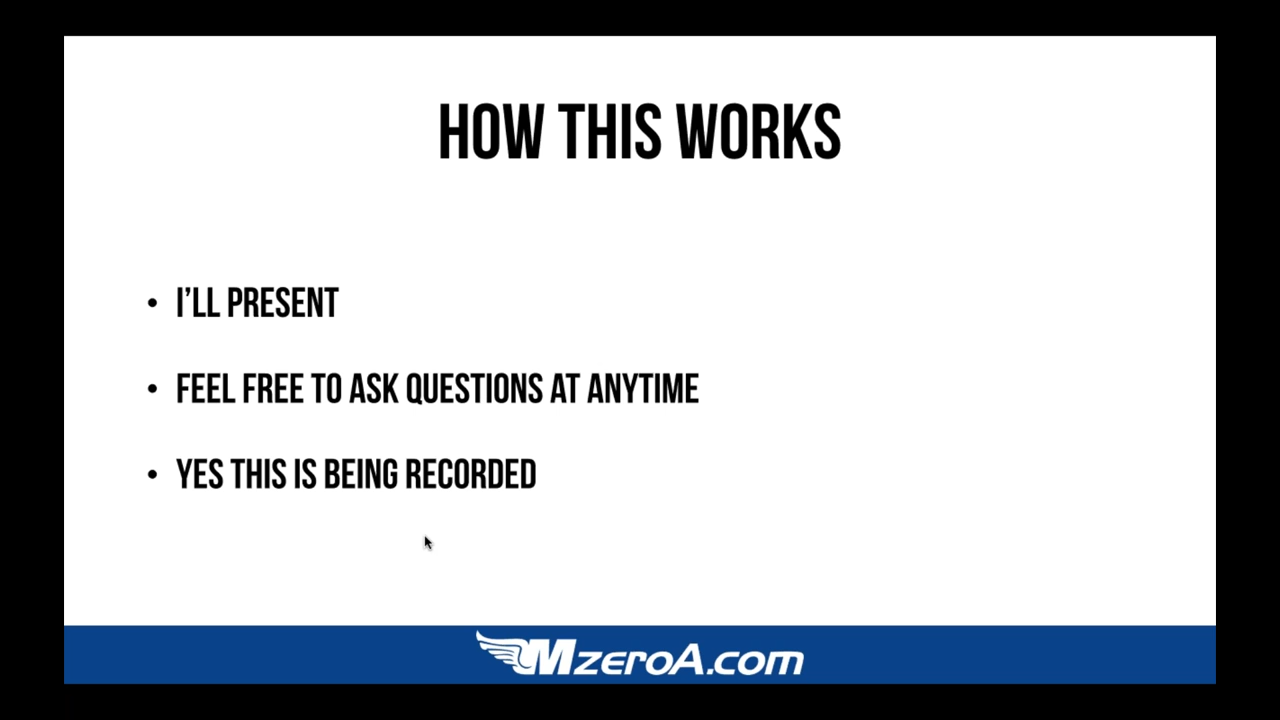 HOW THIS WORKS
• I'LL PRESENT
• FEEL FREE TO ASK QUESTIONS AT ANYTIME
• YES THIS IS BEING RECORDED
MzeroA.com